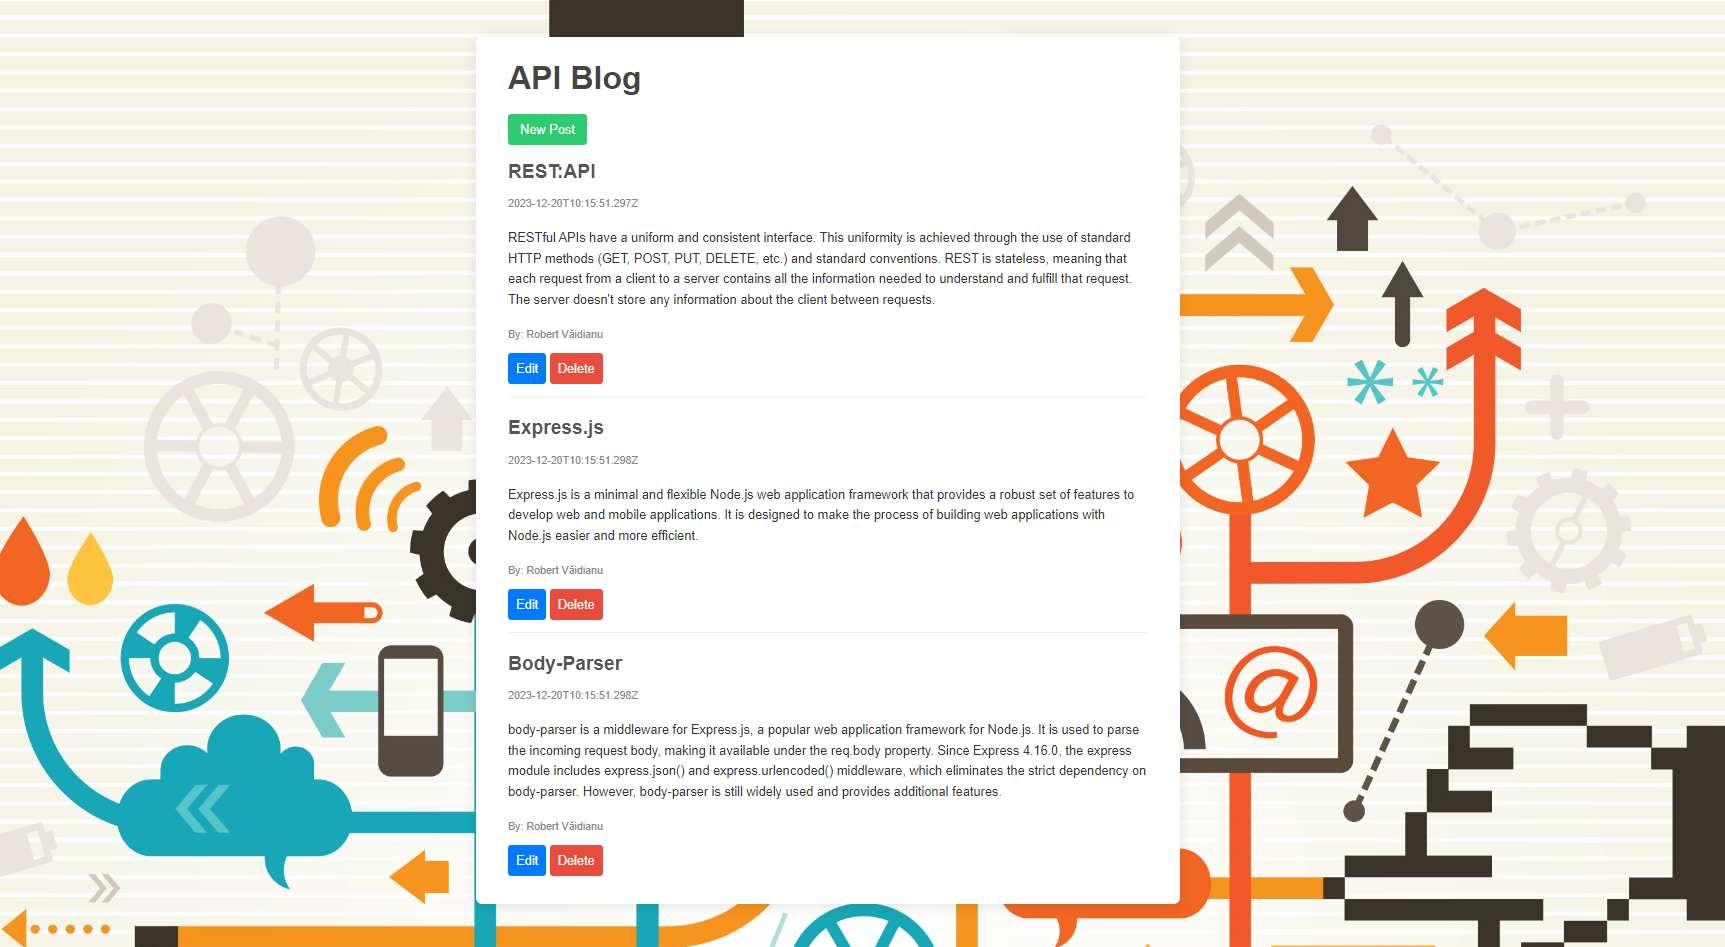 API Blog
New Post
REST:API
2023-12-20T10:15:51.297Z
RESTful APIs have a uniform and consistent interface. This uniformity is achieved through the use of standard
HTTP methods (GET, POST, PUT, DELETE, etc.) and standard conventions. REST is stateless, meaning that
each request from a client to a server contains all the information needed to understand and fulfill that request.
The server doesn't store any information about the client between requests.
By: Robert Văidianu
Edit Delete
Express.js
2023-12-20T10:15:51.298Z
Express.js is a minimal and flexible Node.js web application framework that provides a robust set of features to
develop web and mobile applications. It is designed to make the process of building web applications with
Node.js easier and more efficient.
By: Robert Văidianu
Edit Delete
Body-Parser
2023-12-20T10:15:51.298Z
body-parser is a middleware for Express.js, a popular web application framework for Node.js. It is used to parse
the incoming request body, making it available under the req.body property. Since Express 4.16.0, the express
module includes express.json() and express.urlencoded() middleware, which eliminates the strict dependency on
body-parser. However, body-parser is still widely used and provides additional features.
By: Robert Văidianu
Edit Delete
@